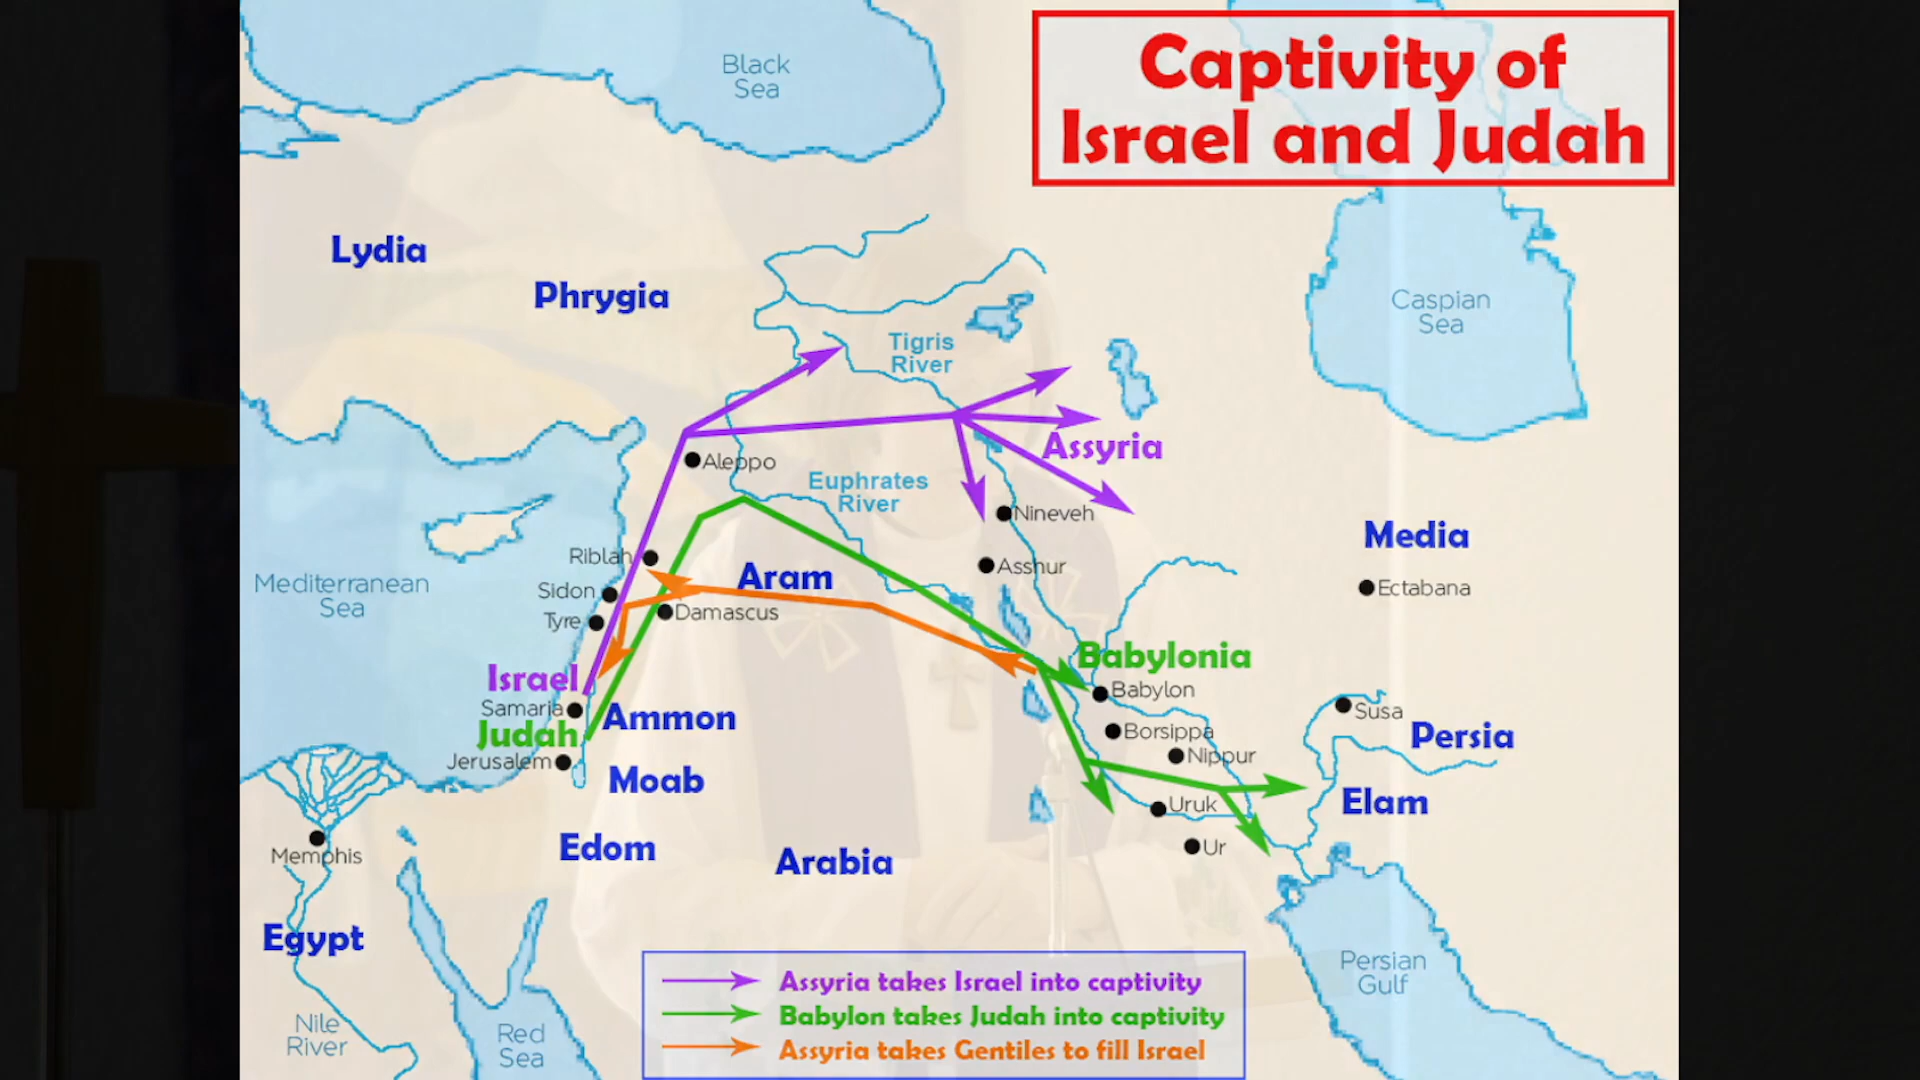 Captivity of
Israel and Judah
Black
Sea
Lydia
Phrygia
Caspian
Sea
Tigris
River
Assyria
Aleppo
Euphrates
River
Nineveh
Media
Riblah
Asshur
Aram
Ectabana
Mediterranean
Sea
Sidon
Tyre
Damascus
Babylonia
Israel
Babylon
Samaria
Ammon
Susa
Judah
Borsippa
Persia
Jerusalem
Nippur
Moab
Elam
Uruk
Edom
Ur
Memphis
Arabia
Egypt
Persian
Gulf
Nile
River
Red
Sea
Assyria takes Israel into captivity
Babylon takes Judah into captivity
Assyria takes Gentiles to fill Israel